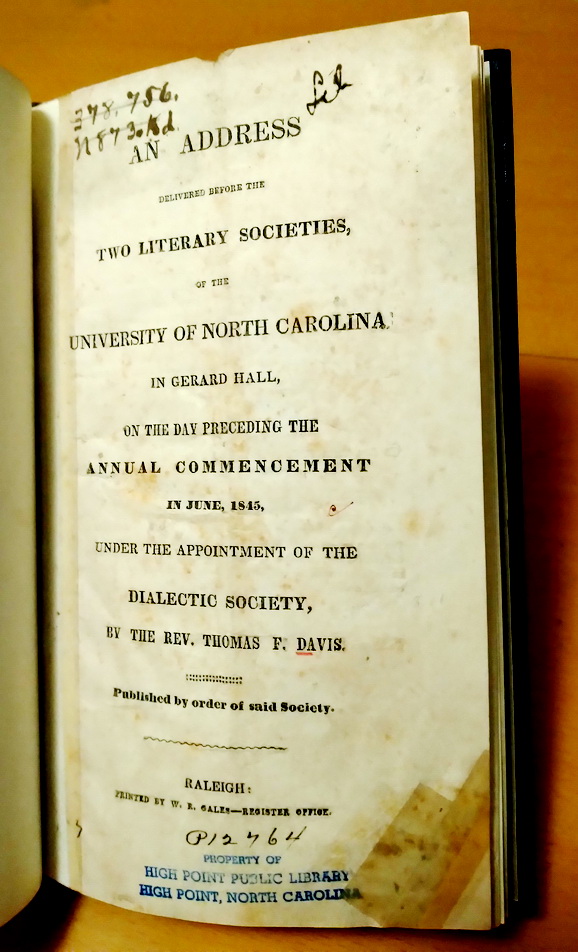 378.756.
N873.Kd
Lib
AN ADDRESS
DELIVERED BEFORE THE
TWO LITERARY SOCIETIES,
OF THE
UNIVERSITY OF NORTH CAROLINA,
IN GERARD HALL,
ON THE DAY PRECEDING THE
ANNUAL COMMENCEMENT
IN JUNE, 1845,
UNDER THE APPOINTMENT OF THE
DIALECTIC SOCIETY,
BY THE REV. THOMAS F. DAVIS.
Published by order of said Society.
RALEIGH:
PRINTED BY W. R. GALES—REGISTER OFFICE.
P12764
PROPERTY OF
HIGH POINT PUBLIC LIBRARY
HIGH POINT, NORTH CAROLINA